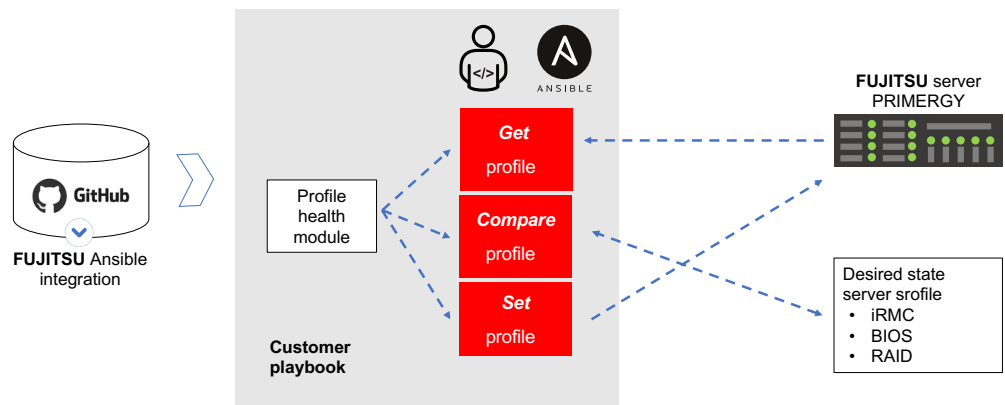 GitHub
FUJITSU Ansible
integration
</>
ANSIBLE
Get
profile
Profile
health
module
Compare
profile
Set
profile
Customer
playbook
FUJITSU server
PRIMERGY
Desired state
server srofile
• iRMC
• BIOS
• RAID